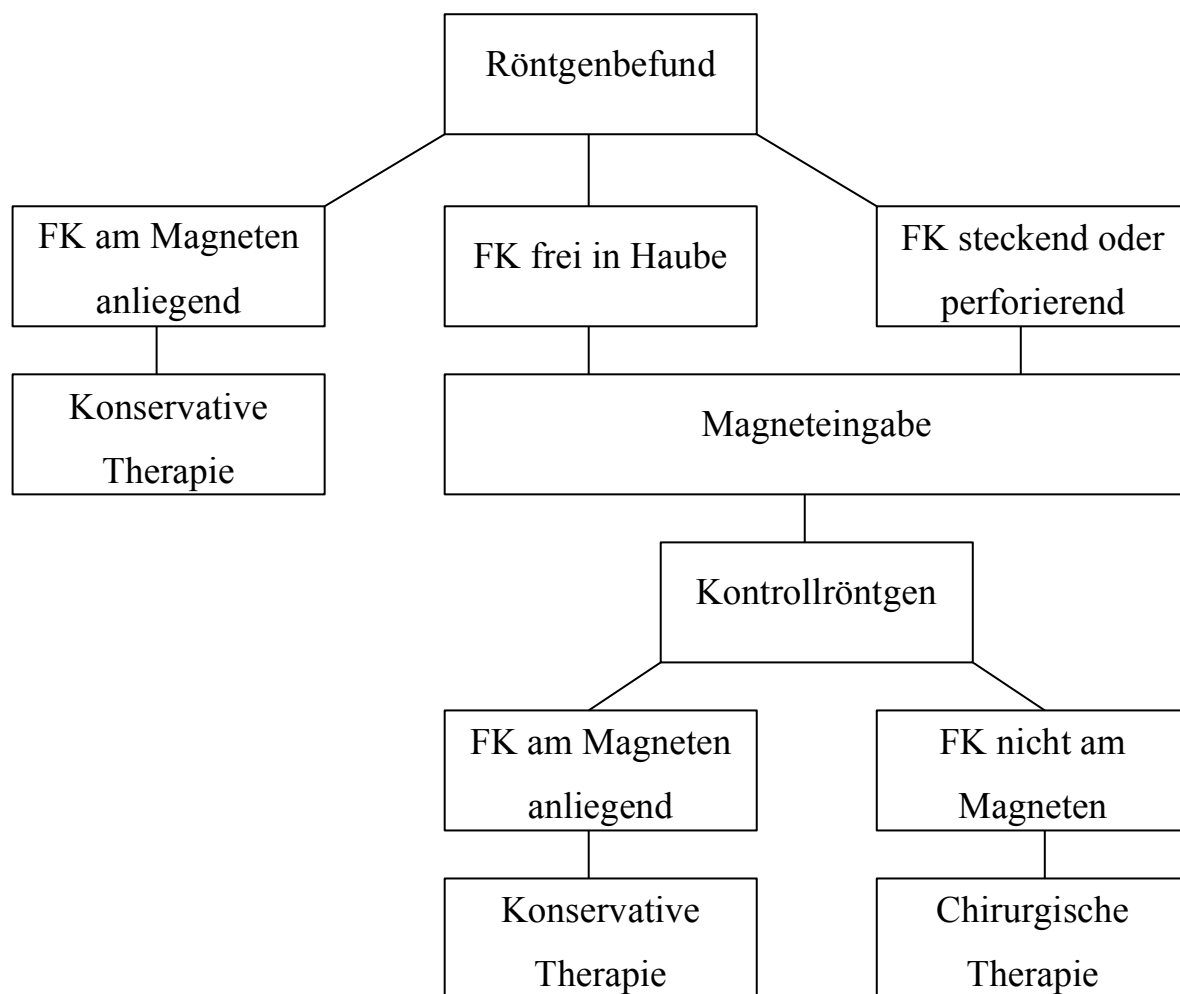 Röntgenbefund
FK am Magneten
anliegend
FK frei in Haube
FK steckend oder
perforierend
Konservative
Therapie
Magneteingabe
Kontrollröntgen
FK am Magneten
anliegend
FK nicht am
Magneten
Konservative
Therapie
Chirurgische
Therapie